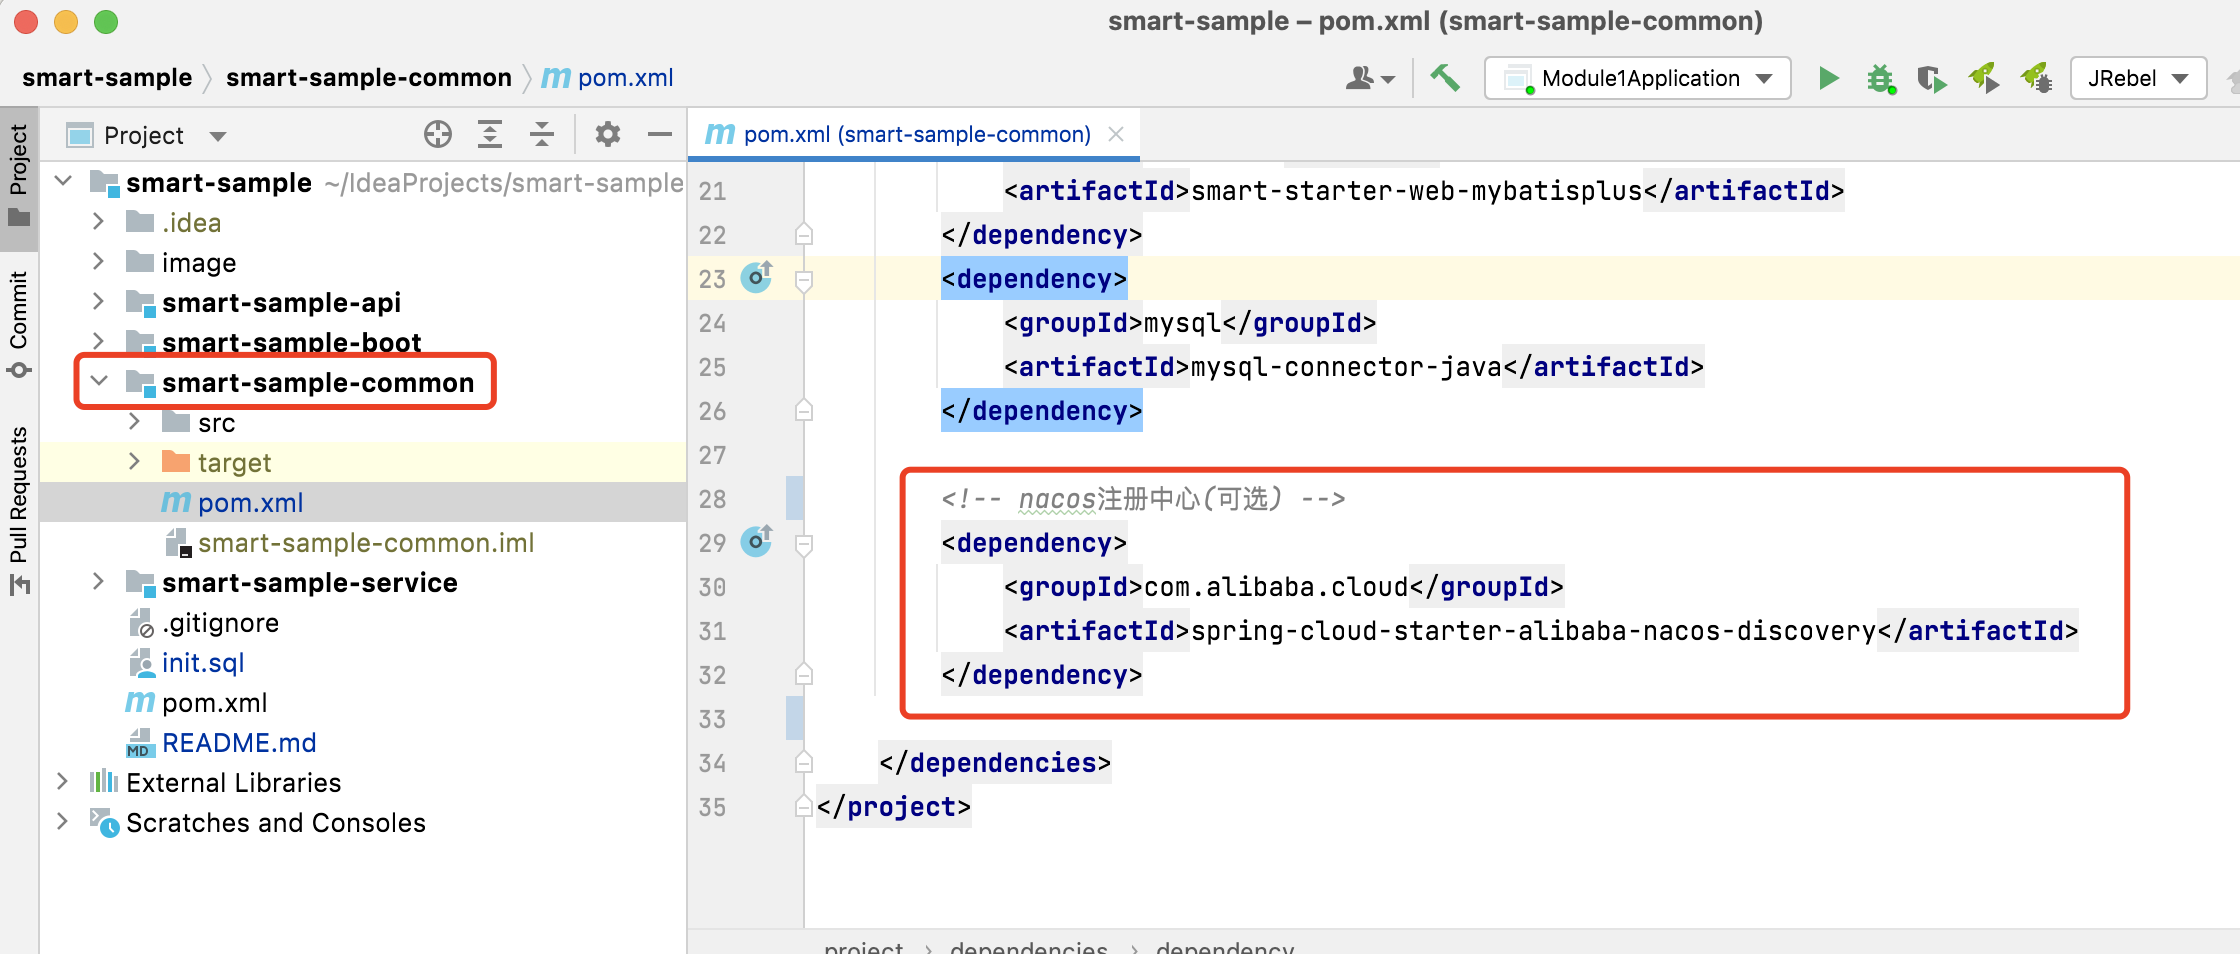 smart-sample – pom.xml (smart-sample-common)
smart-sample 〉 smart-sample-common 〉 m pom.xml
Module1Application
JRebel
Project
Commit
Pull Requests
Project
smart-sample ~/IdeaProjects/smart-sample
.idea
image
smart-sample-api
smart-sample-boot
smart-sample-common
src
target
m pom.xml
smart-sample-common.iml
smart-sample-service
.gitignore
init.sql
m pom.xml
MD README.md
External Libraries
Scratches and Consoles
m pom.xml (smart-sample-common)
21 <artifactId>smart-starter-web-mybatisplus</artifactId>
22 </dependency>
23 <dependency>
24 <groupId>mysql</groupId>
25 <artifactId>mysql-connector-java</artifactId>
26 </dependency>
27
28 <!-- nacos注册中心(可选) -->
29 <dependency>
30 <groupId>com.alibaba.cloud</groupId>
31 <artifactId>spring-cloud-starter-alibaba-nacos-discovery</artifactId>
32 </dependency>
33
34 </dependencies>
35 </project>
project › dependencies › dependency